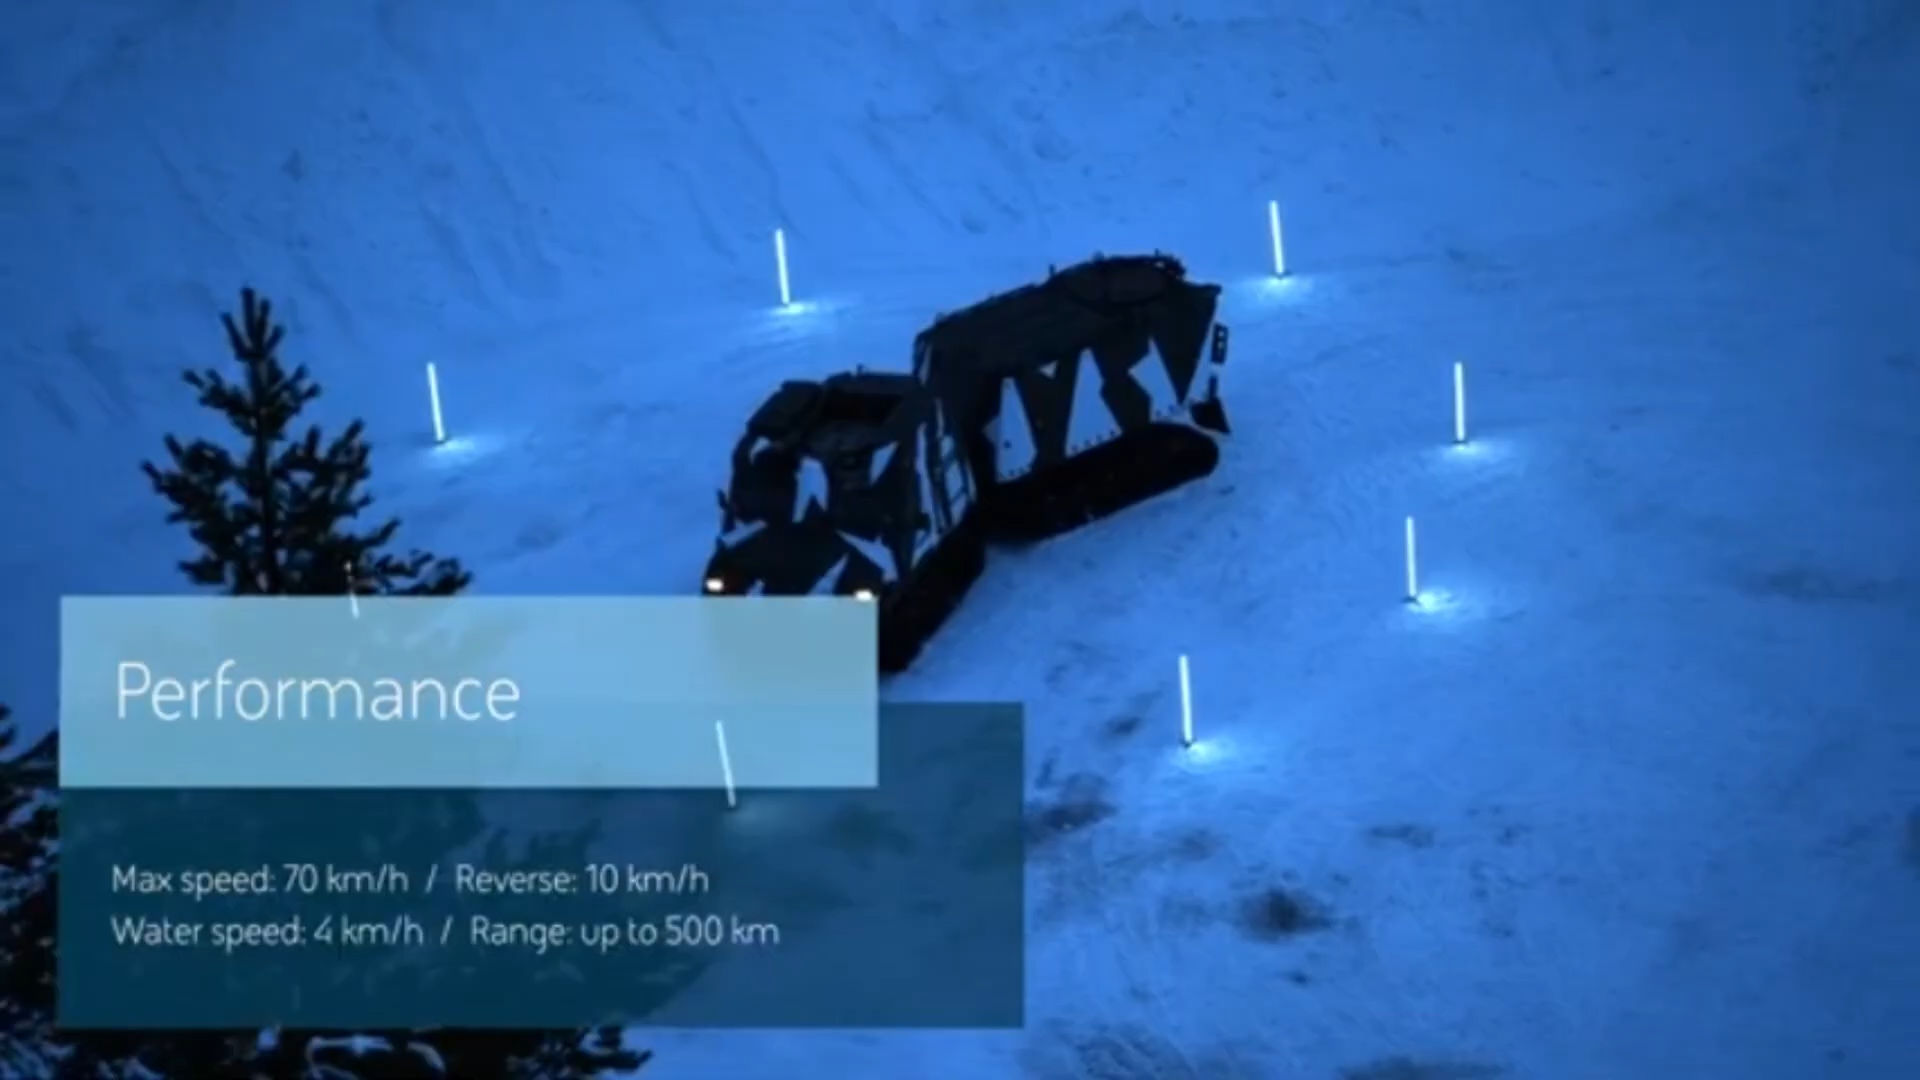 Performance
Max speed: 70 km/h / Reverse: 10 km/h
Water speed: 4 km/h / Range: up to 500 km